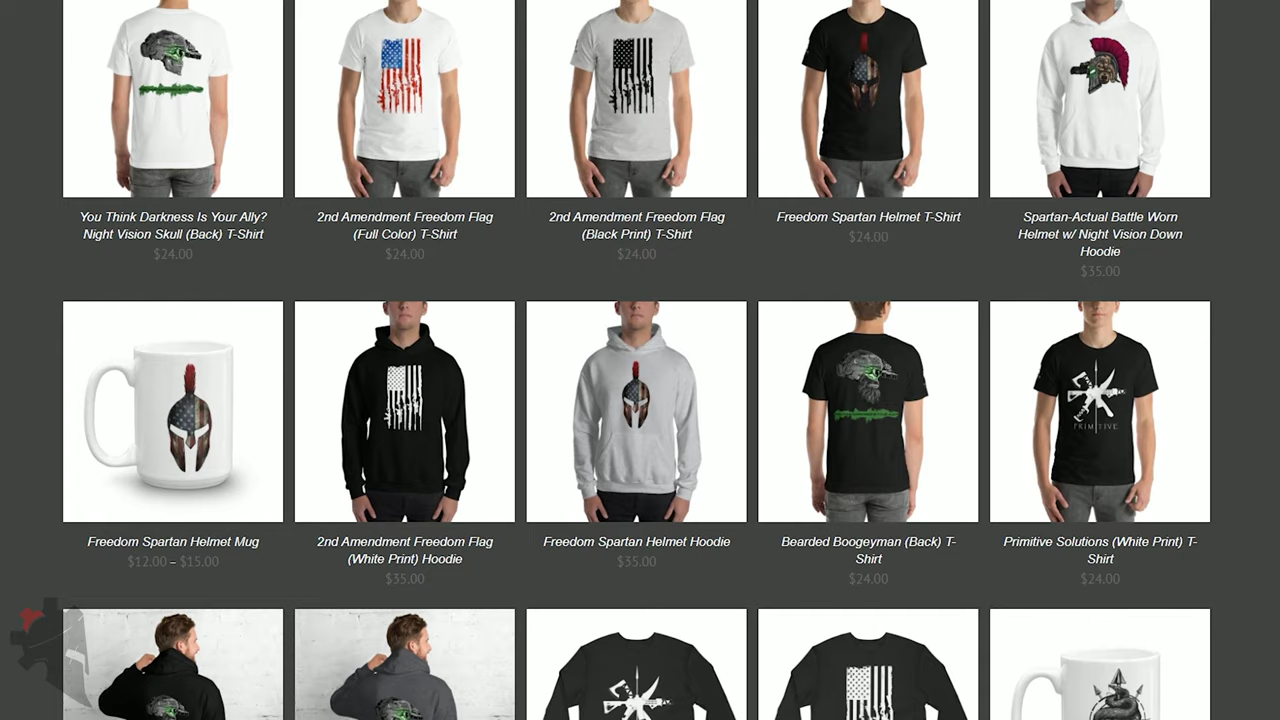 You Think Darkness Is Your Ally?
Night Vision Skull (Back) T-Shirt
$24.00
2nd Amendment Freedom Flag
(Full Color) T-Shirt
$24.00
2nd Amendment Freedom Flag
(Black Print) T-Shirt
$24.00
Freedom Spartan Helmet T-Shirt
$24.00
Spartan-Actual Battle Worn
Helmet w/ Night Vision Down
Hoodie
$35.00
PRIMITIVE
Freedom Spartan Helmet Mug
$12.00 – $15.00
2nd Amendment Freedom Flag
(White Print) Hoodie
$35.00
Freedom Spartan Helmet Hoodie
$35.00
Bearded Boogeyman (Back) T-
Shirt
$24.00
Primitive Solutions (White Print) T-
Shirt
$24.00